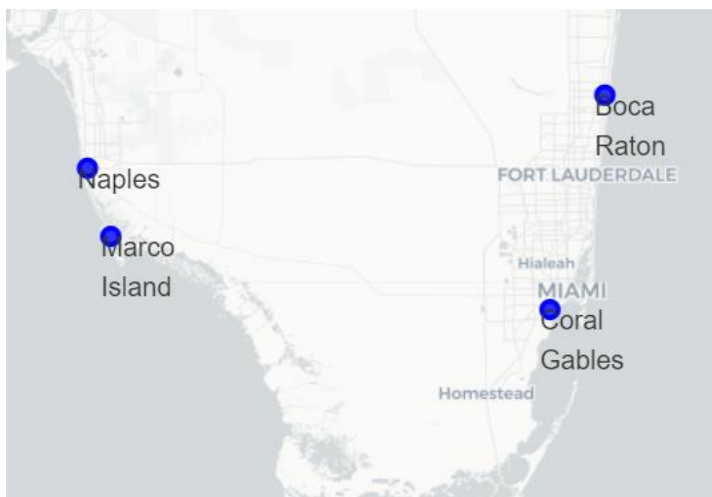 Boca
Raton
FORT LAUDERDALE
Naples
Marco
Island
Hialeah
MIAMI
Coral
Gables
Homestead